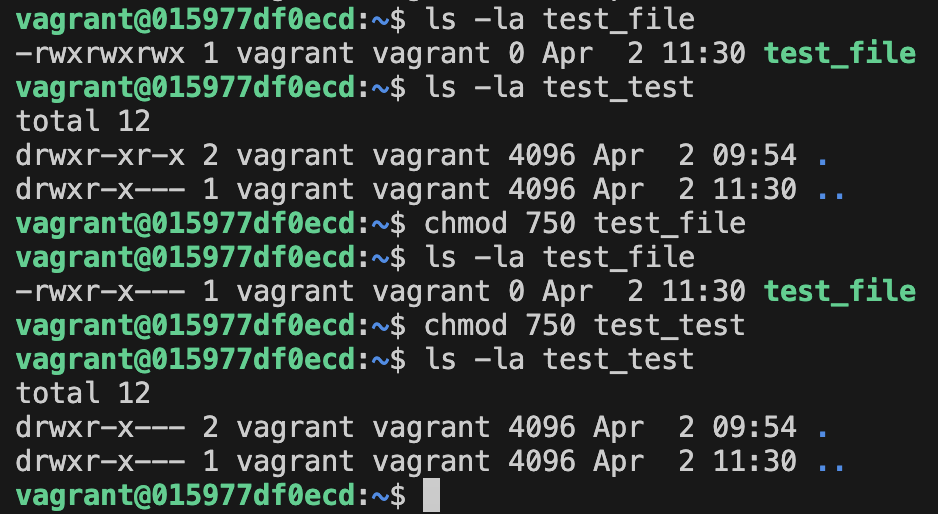 vagrant@015977df0ecd:~$ ls -la test_file
-rwxrwxrwx 1 vagrant vagrant 0 Apr  2 11:30 test_file
vagrant@015977df0ecd:~$ ls -la test_test
total 12
drwxr-xr-x 2 vagrant vagrant 4096 Apr  2 09:54 .
drwxr-x--- 1 vagrant vagrant 4096 Apr  2 11:30 ..
vagrant@015977df0ecd:~$ chmod 750 test_file
vagrant@015977df0ecd:~$ ls -la test_file
-rwxr-x--- 1 vagrant vagrant 0 Apr  2 11:30 test_file
vagrant@015977df0ecd:~$ chmod 750 test_test
vagrant@015977df0ecd:~$ ls -la test_test
total 12
drwxr-x--- 2 vagrant vagrant 4096 Apr  2 09:54 .
drwxr-x--- 1 vagrant vagrant 4096 Apr  2 11:30 ..
vagrant@015977df0ecd:~$